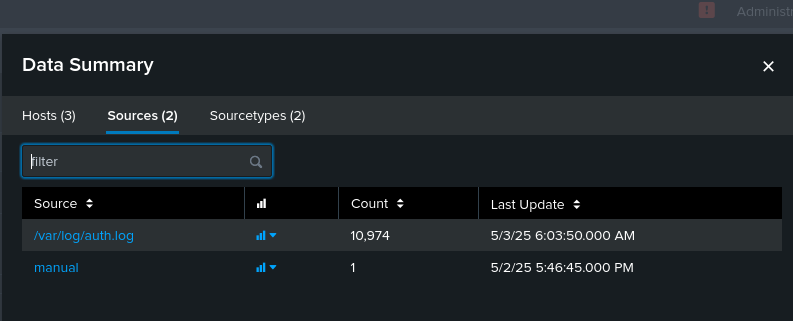 Administr
Data Summary
Hosts (3) Sources (2) Sourcetypes (2)
filter
Source Count Last Update
/var/log/auth.log 10,974 5/3/25 6:03:50.000 AM
manual 1 5/2/25 5:46:45.000 PM